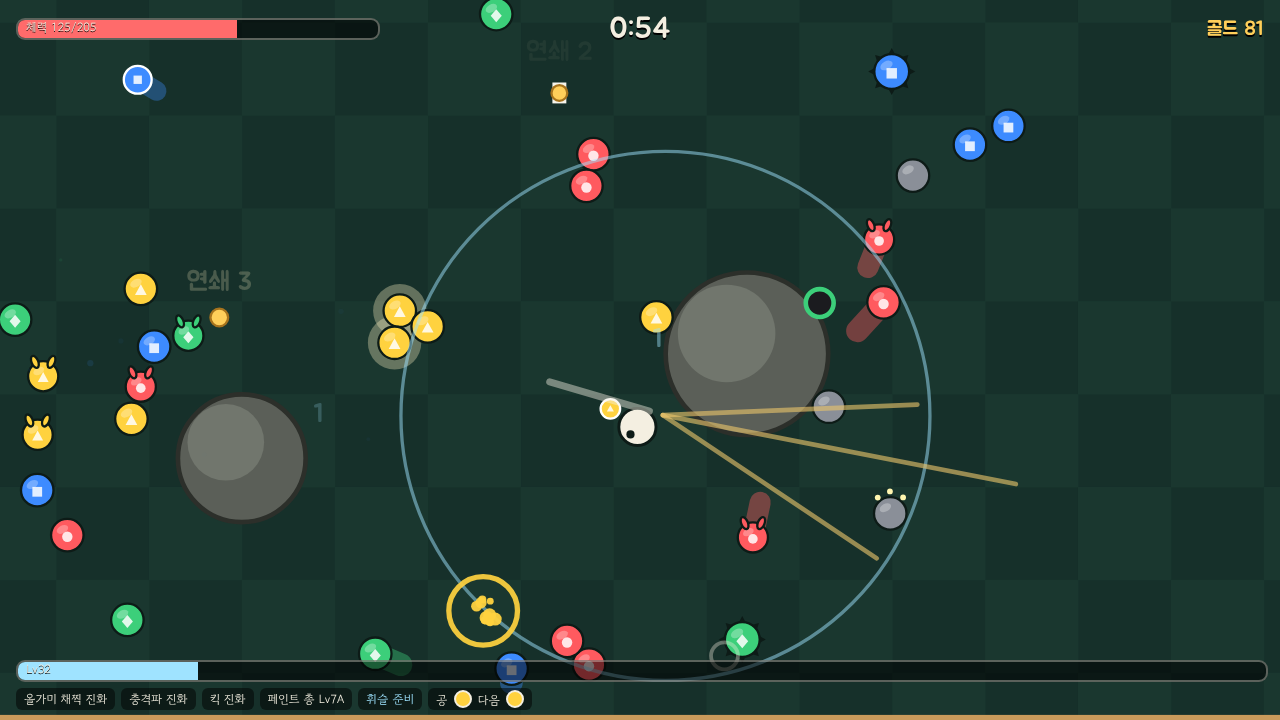 체력 125/205
0:54
골드 81
연쇄 2
연쇄 3
1
Lv32
올가미 채찍 진화
충격파 진화
킥 진화
페인트 총 Lv7A
휘슬 준비
공
다음